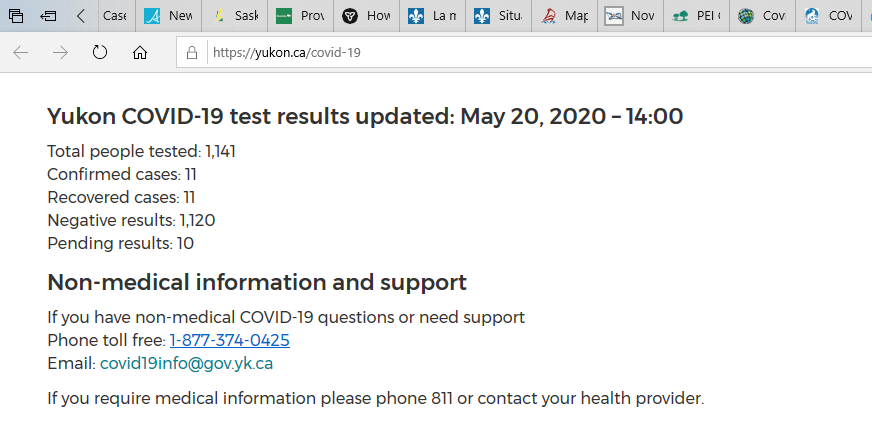 Case
New
Sask
Prov
How
La m
Situ
Map
Nov
PEI
Cov
COV
https://yukon.ca/covid-19
Yukon COVID-19 test results updated: May 20, 2020 – 14:00
Total people tested: 1,141
Confirmed cases: 11
Recovered cases: 11
Negative results: 1,120
Pending results: 10
Non-medical information and support
If you have non-medical COVID-19 questions or need support
Phone toll free: 1-877-374-0425
Email: covid19info@gov.yk.ca
If you require medical information please phone 811 or contact your health provider.